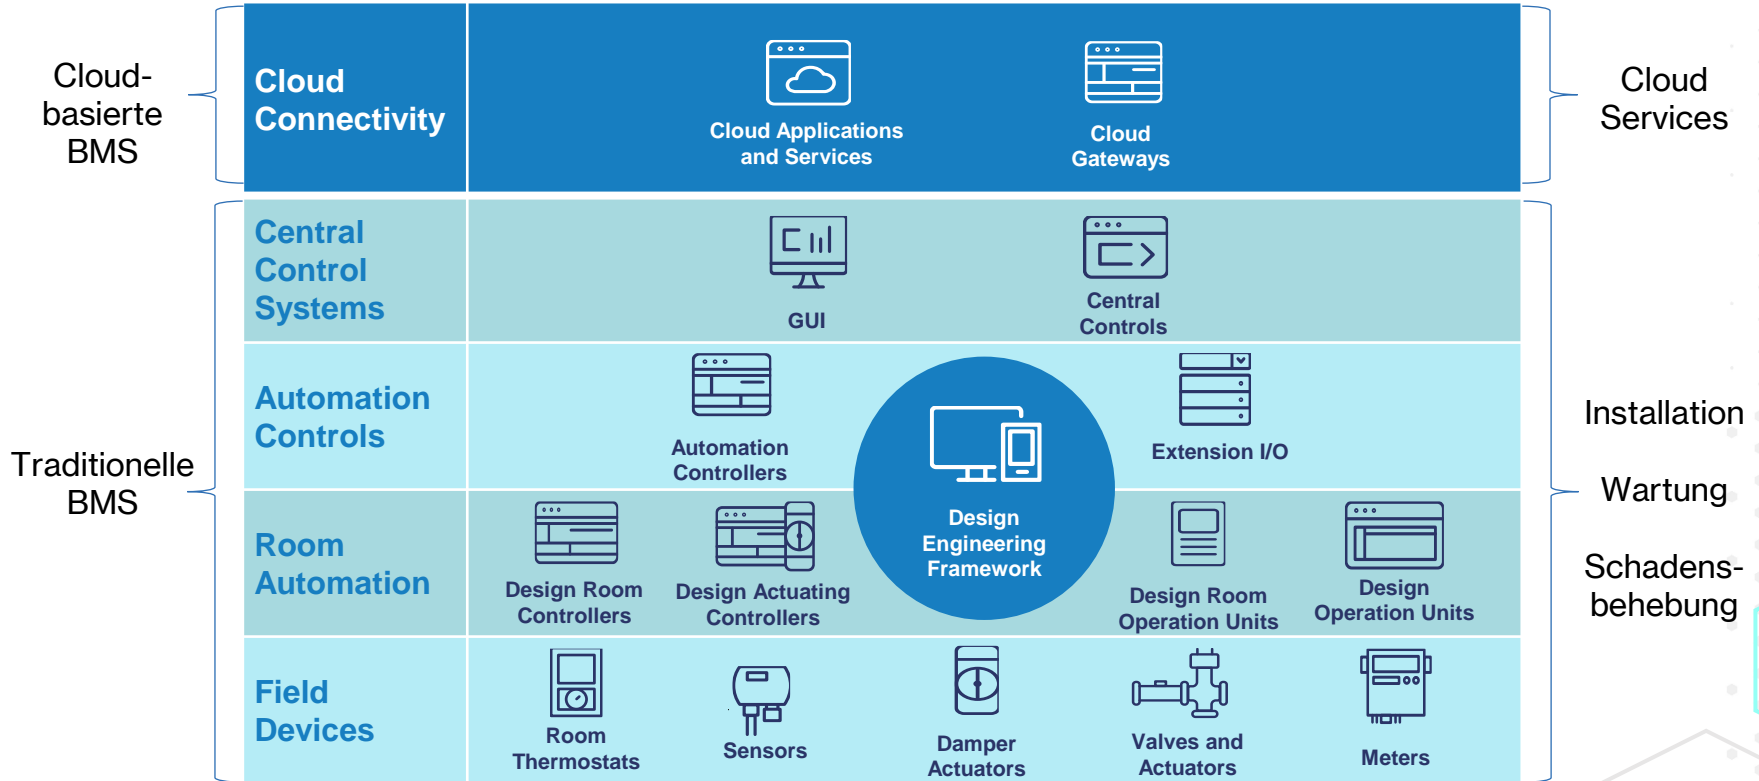 Cloud-
basierte
BMS
Cloud
Connectivity
Cloud Applications
and Services
Cloud
Gateways
Cloud
Services
Traditionelle
BMS
Central
Control
Systems
GUI
Central
Controls
Automation
Controls
Automation
Controllers
Extension I/O
Design
Engineering
Framework
Room
Automation
Design Room
Controllers
Design Actuating
Controllers
Design Room
Operation Units
Design
Operation Units
Field
Devices
Room
Thermostats
Sensors
Damper
Actuators
Valves and
Actuators
Meters
Installation
Wartung
Schadens-
behebung